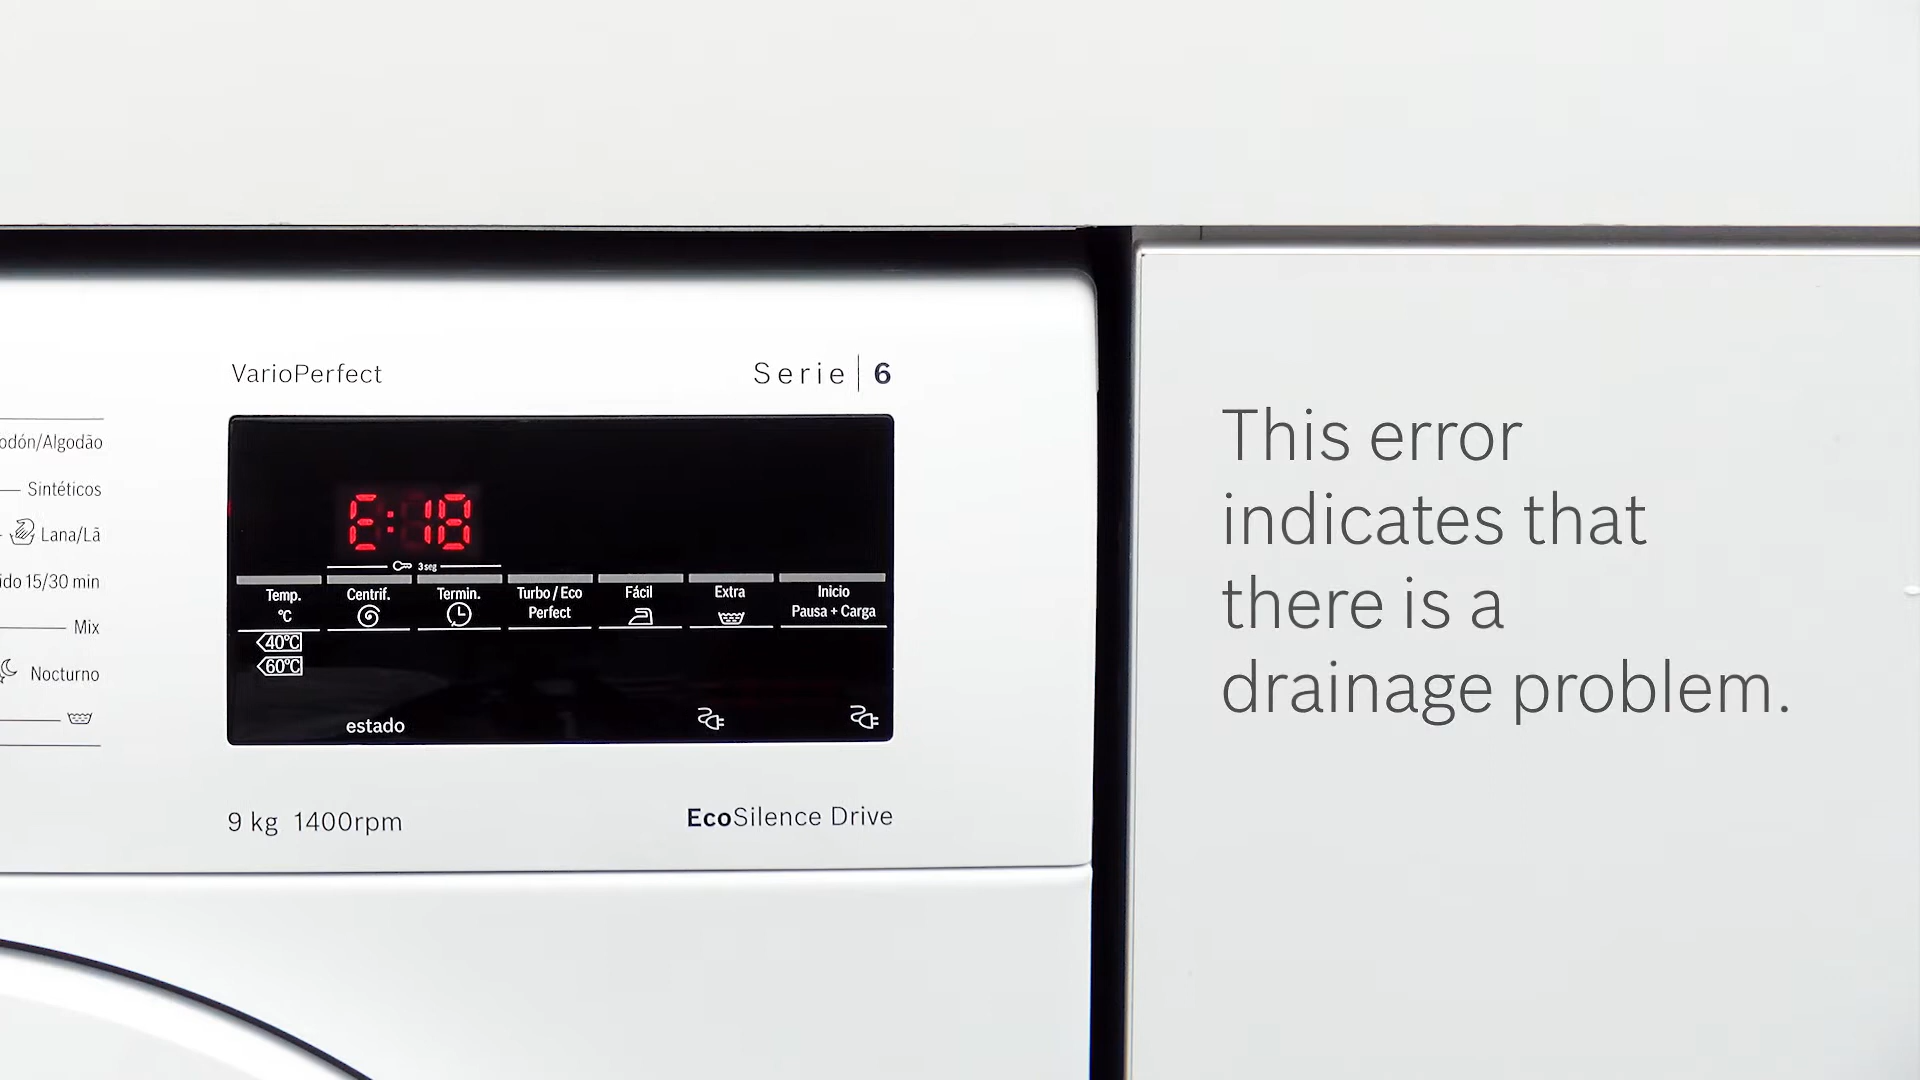 VarioPerfect
Serie | 6
odón/Algodão
Sintéticos
Lana/Lã
ido 15/30 min
Mix
Nocturno
E:18
3 seg
Temp.
°C
Centrif.
Termin.
Turbo / Eco
Perfect
Fácil
Extra
Inicio
Pausa + Carga
40°C
60°C
estado
9 kg 1400rpm
EcoSilence Drive
This error
indicates that
there is a
drainage problem.